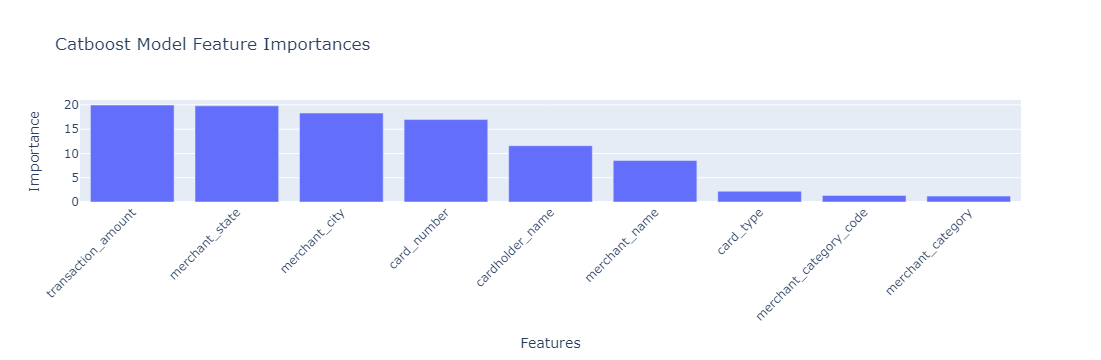 Catboost Model Feature Importances
Importance
20
15
10
5
0
transaction_amount
merchant_state
merchant_city
card_number
cardholder_name
merchant_name
card_type
merchant_category_code
merchant_category
Features